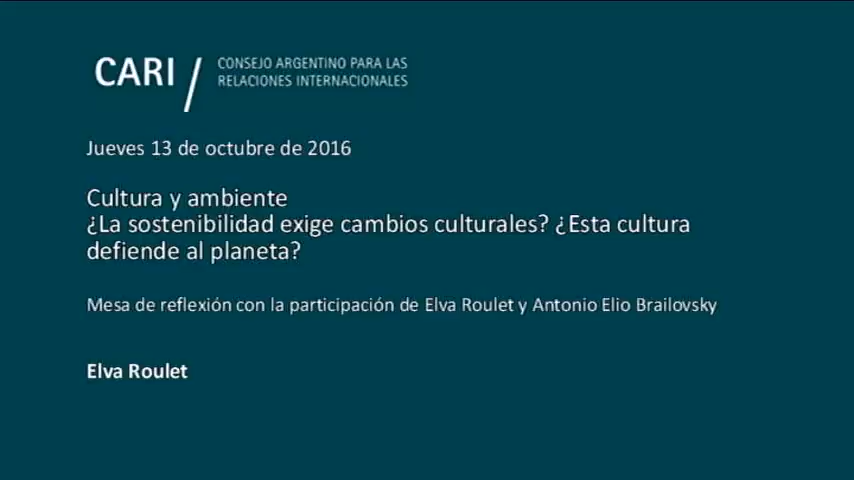 CARI
CONSEJO ARGENTINO PARA LAS
RELACIONES INTERNACIONALES
Jueves 13 de octubre de 2016
Cultura y ambiente
¿La sostenibilidad exige cambios culturales? ¿Esta cultura
defiende al planeta?
Mesa de reflexión con la participación de Elva Roulet y Antonio Elio Brailovsky
Elva Roulet